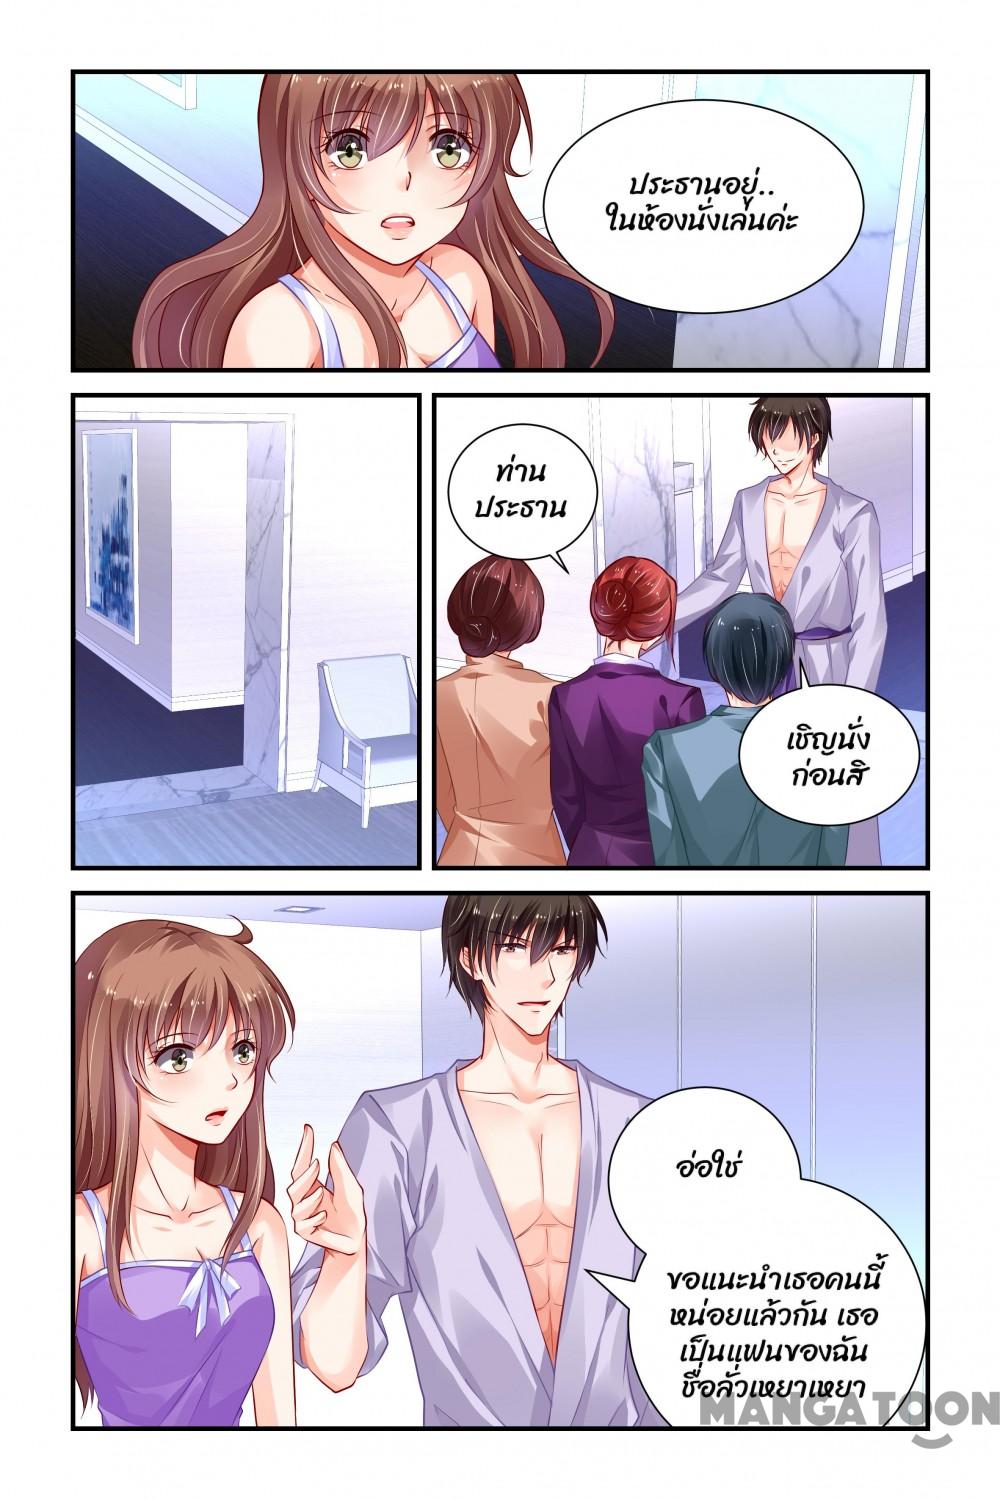 ประธานอยู่..
ในห้องนั่งเล่นค่ะ
ท่าน
ประธาน
เชิญนั่ง
ก่อนสิ
อ่อใช่
ขอแนะนำเธอคนนี้
หน่อยแล้วกัน เธอ
เป็นแฟนของฉัน
ชื่อลั่วเหยาเหยา
MANGATOON